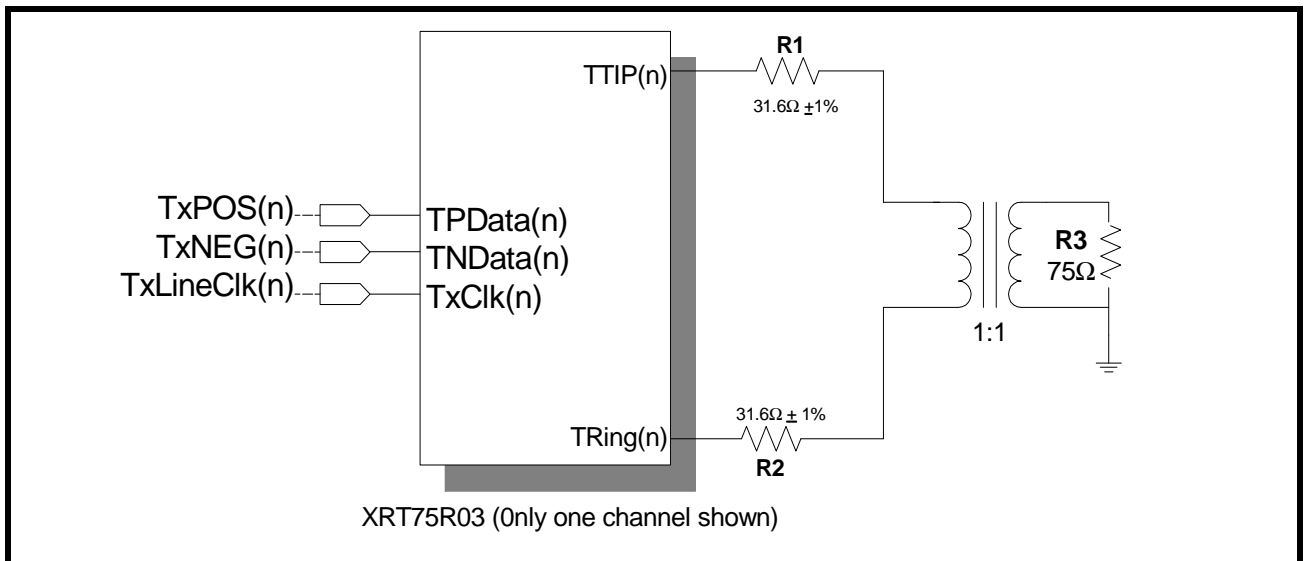 R1
TTIP(n)
31.6Ω ±1%
TxPOS(n)
TPData(n)
TxNEG(n)
TNData(n)
TxLineClk(n)
TxClk(n)
R3
75Ω
1:1
31.6Ω ± 1%
TRing(n)
R2
XRT75R03 (0nly one channel shown)